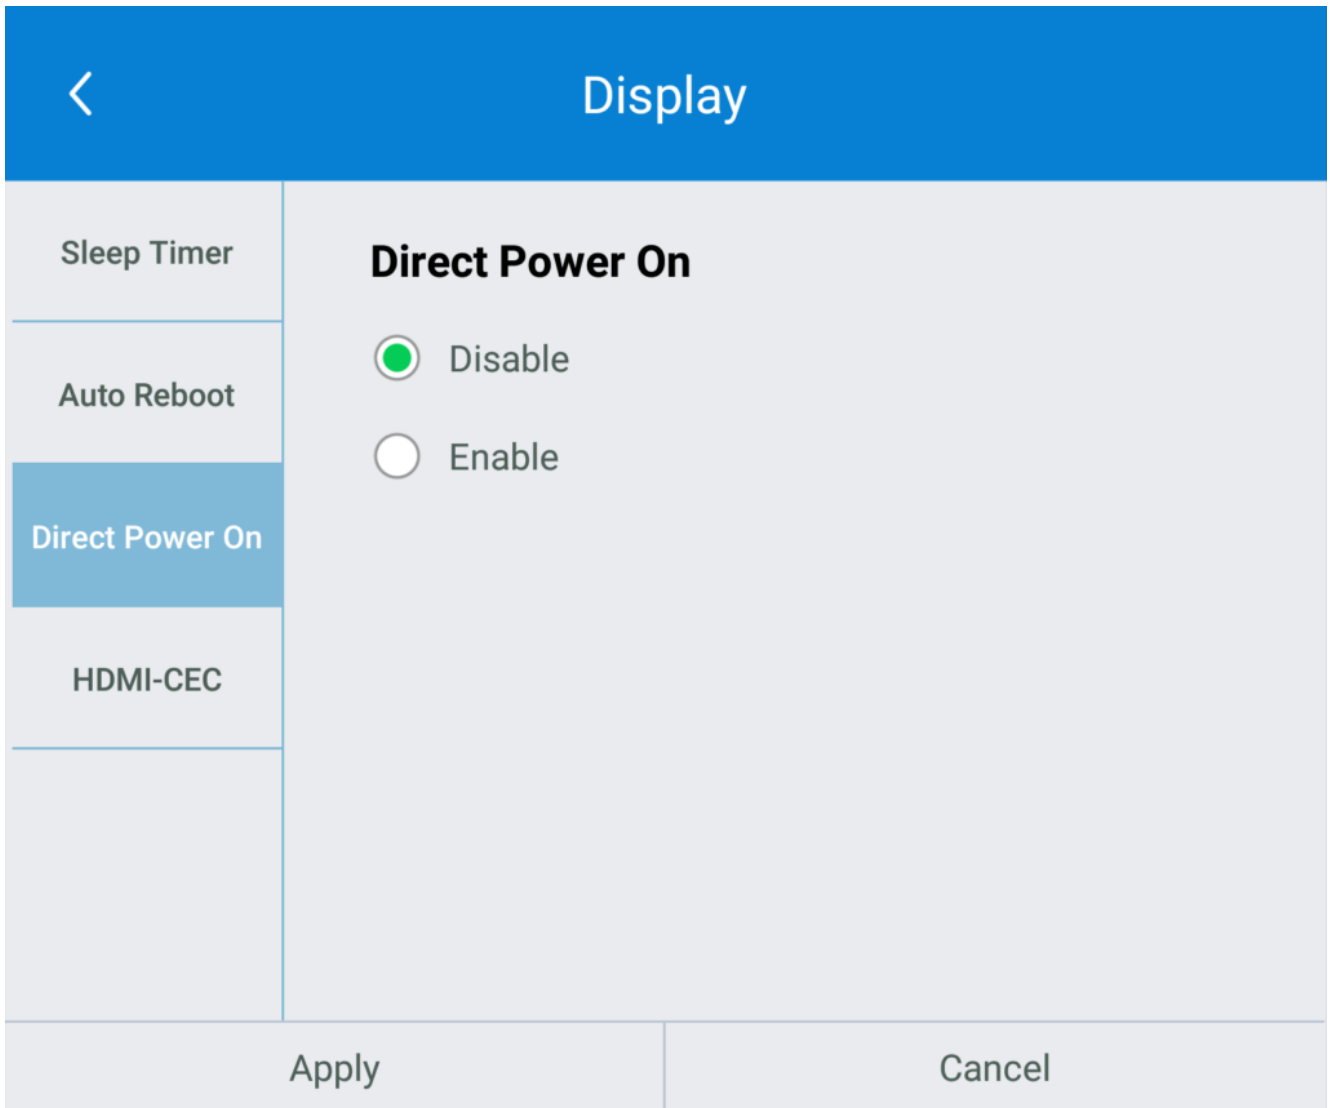 Display
Sleep Timer
Auto Reboot
Direct Power On
HDMI-CEC
Direct Power On
Disable
Enable
Apply
Cancel